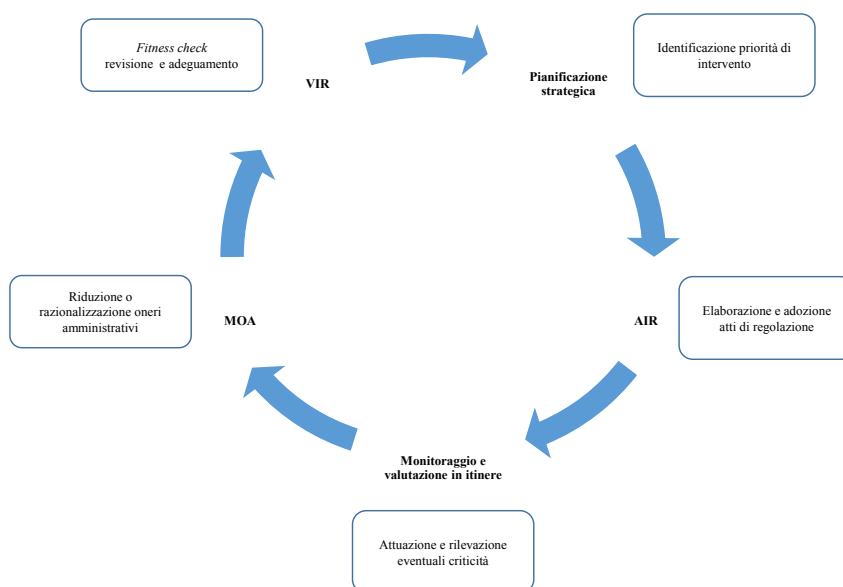 Fitness check
revisione e adeguamento
VIR
Pianificazione
strategica
Identificazione priorità di
intervento
Riduzione o
razionalizzazione oneri
amministrativi
MOA
AIR
Elaborazione e adozione
atti di regolazione
Monitoraggio e
valutazione in itinere
Attuazione e rilevazione
eventuali criticità